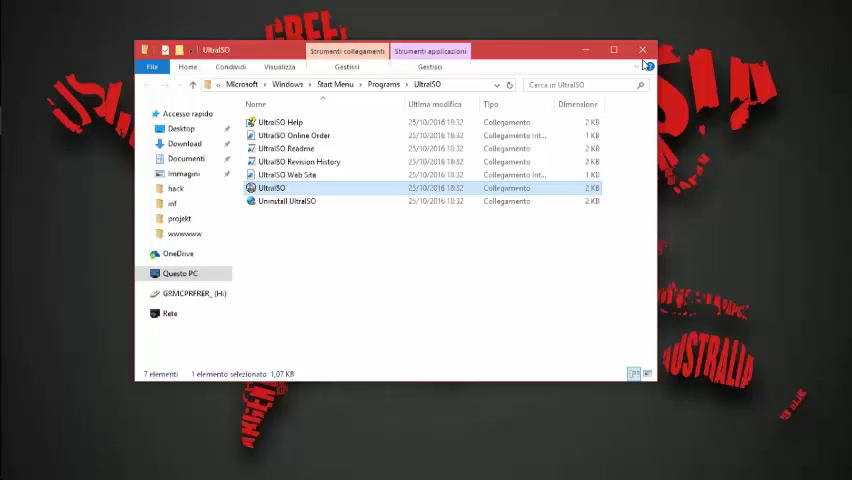 UltraISO
Strumenti collegamenti
Strumenti applicazioni
File
Home
Condividi
Visualizza
Gestisci
Gestisci
Microsoft
Windows
Start Menu
Programs
UltraISO
Cerca in UltraISO
Nome
Ultima modifica
Tipo
Dimensione
Accesso rapido
Desktop
Download
Documenti
Immagini
hack
inf
projekt
wwwwww
OneDrive
Questo PC
GRMCPRFRER_ (H:)
Rete
UltraISO Help 25/10/2016 18:32 Collegamento 2 KB
UltraISO Online Order 25/10/2016 18:32 Collegamento Int... 1 KB
UltraISO Readme 25/10/2016 18:32 Collegamento 2 KB
UltraISO Revision History 25/10/2016 18:32 Collegamento 2 KB
UltraISO Web Site 25/10/2016 18:32 Collegamento Int... 1 KB
UltraISO 25/10/2016 18:32 Collegamento 2 KB
Uninstall UltraISO 25/10/2016 18:32 Collegamento 2 KB
7 elementi
1 elemento selezionato 1,07 KB
AUSTRALIA